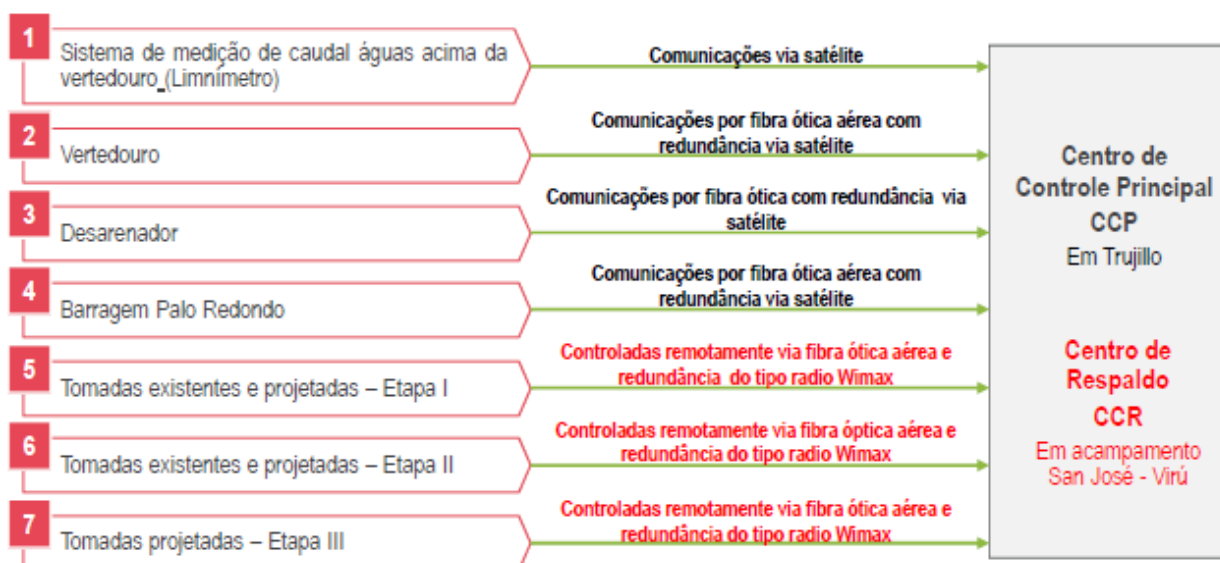 1
Sistema de medição de caudal águas acima da
vertedouro_(Limnímetro)
Comunicações via satélite
2
Vertedouro
Comunicações por fibra ótica aérea com
redundância via satélite
3
Desarenador
Comunicações por fibra ótica com redundância via
satélite
4
Barragem Palo Redondo
Comunicações por fibra ótica aérea com
redundância via satélite
5
Tomadas existentes e projetadas – Etapa I
Controladas remotamente via fibra ótica aérea e
redundância do tipo radio Wimax
6
Tomadas existentes e projetadas – Etapa II
Controladas remotamente via fibra óptica aérea e
redundância do tipo radio Wimax
7
Tomadas projetadas – Etapa III
Controladas remotamente via fibra ótica aérea e
redundância do tipo radio Wimax
Centro de
Controle Principal
CCP
Em Trujillo
Centro de
Respaldo
CCR
Em acampamento
San José - Virú